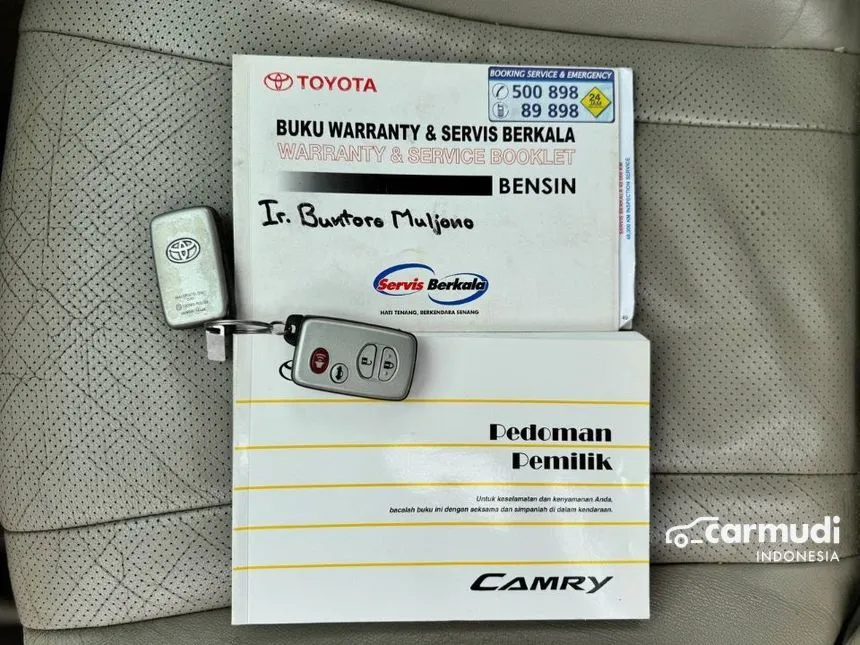 TOYOTA
BOOKING SERVICE & EMERGENCY
500 898
89 898
24
JAM
BUKU WARRANTY & SERVIS BERKALA
WARRANTY & SERVICE BOOKLET
BENSIN
Ir. Buntoro Muljono
Servis Berkala
HATI TENANG, BERKENDARA SENANG
49
Pedoman
Pemilik
Untuk keselamatan dan kenyamanan Anda,
bacalah buku ini dengan seksama dan simpanlah di dalam kendaraan.
CAMRY
carmudi
INDONESIA